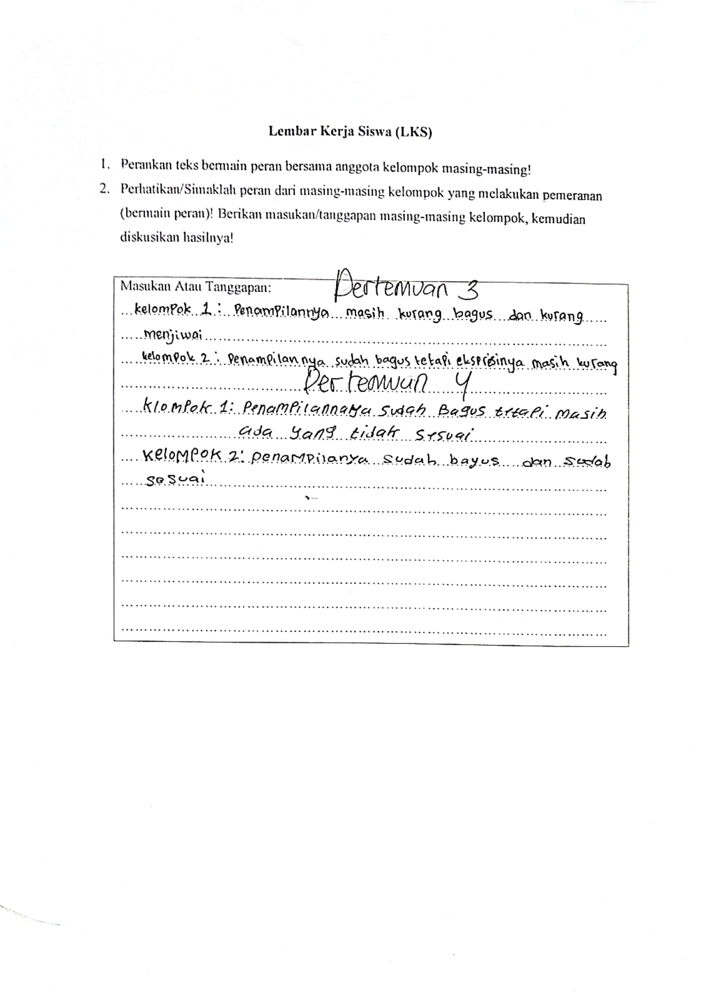 Lembar Kerja Siswa (LKS)
1. Perankan teks bermain peran bersama anggota kelompok masing-masing!
2. Perhatikan/Simaklah peran dari masing-masing kelompok yang melakukan pemeranan
(bermain peran)! Berikan masukan/tanggapan masing-masing kelompok, kemudian
diskusikan hasilnya!
Masukan Atau Tanggapan: Pertemuan 3
kelompok 1 : Penampilannya masih kurang bagus dan kurang
menjiwai
kelompok 2 : Penampilannya sudah bagus tetapi eksprisinya masih kurang
Pertemuan 4
Klompok 1: Penampilannaya sudah Bagus tetapi masih
ada yang tidak sesuai
Kelompok 2: penampilanya sudah bagus dan sudah
sesuai